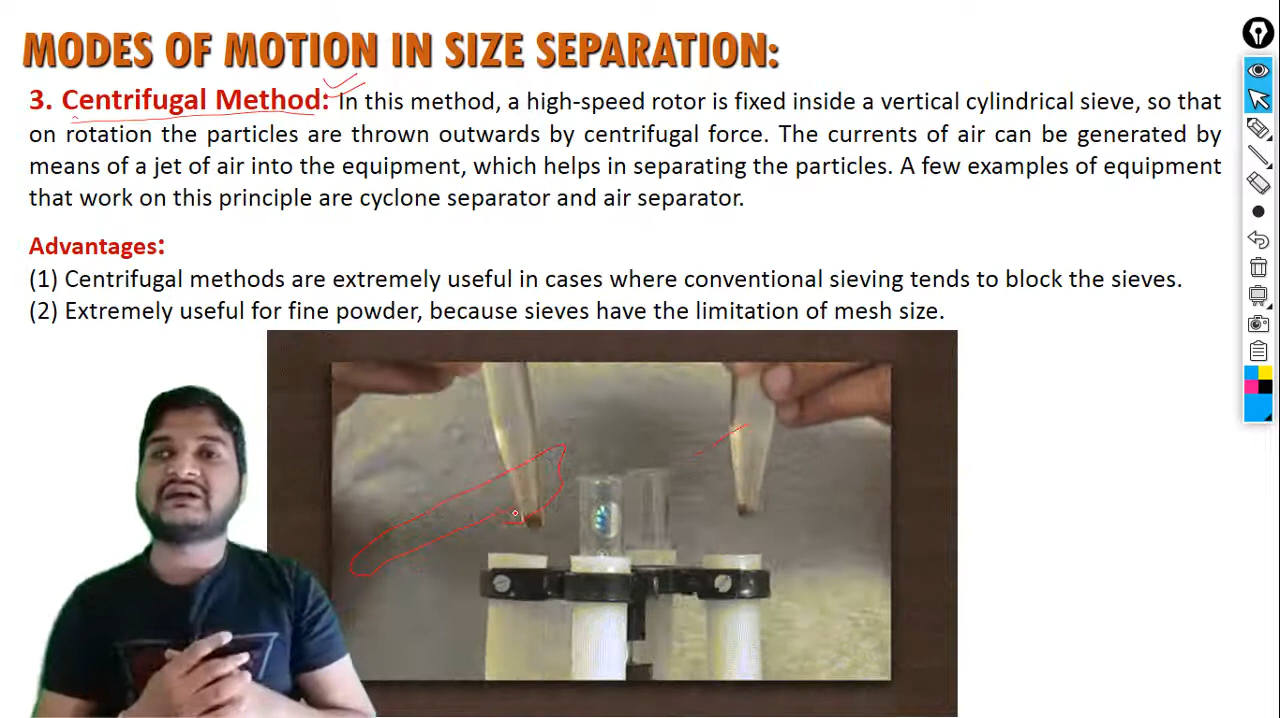 MODES OF MOTION IN SIZE SEPARATION:
3. Centrifugal Method: In this method, a high-speed rotor is fixed inside a vertical cylindrical sieve, so that
on rotation the particles are thrown outwards by centrifugal force. The currents of air can be generated by
means of a jet of air into the equipment, which helps in separating the particles. A few examples of equipment
that work on this principle are cyclone separator and air separator.
Advantages:
(1) Centrifugal methods are extremely useful in cases where conventional sieving tends to block the sieves.
(2) Extremely useful for fine powder, because sieves have the limitation of mesh size.